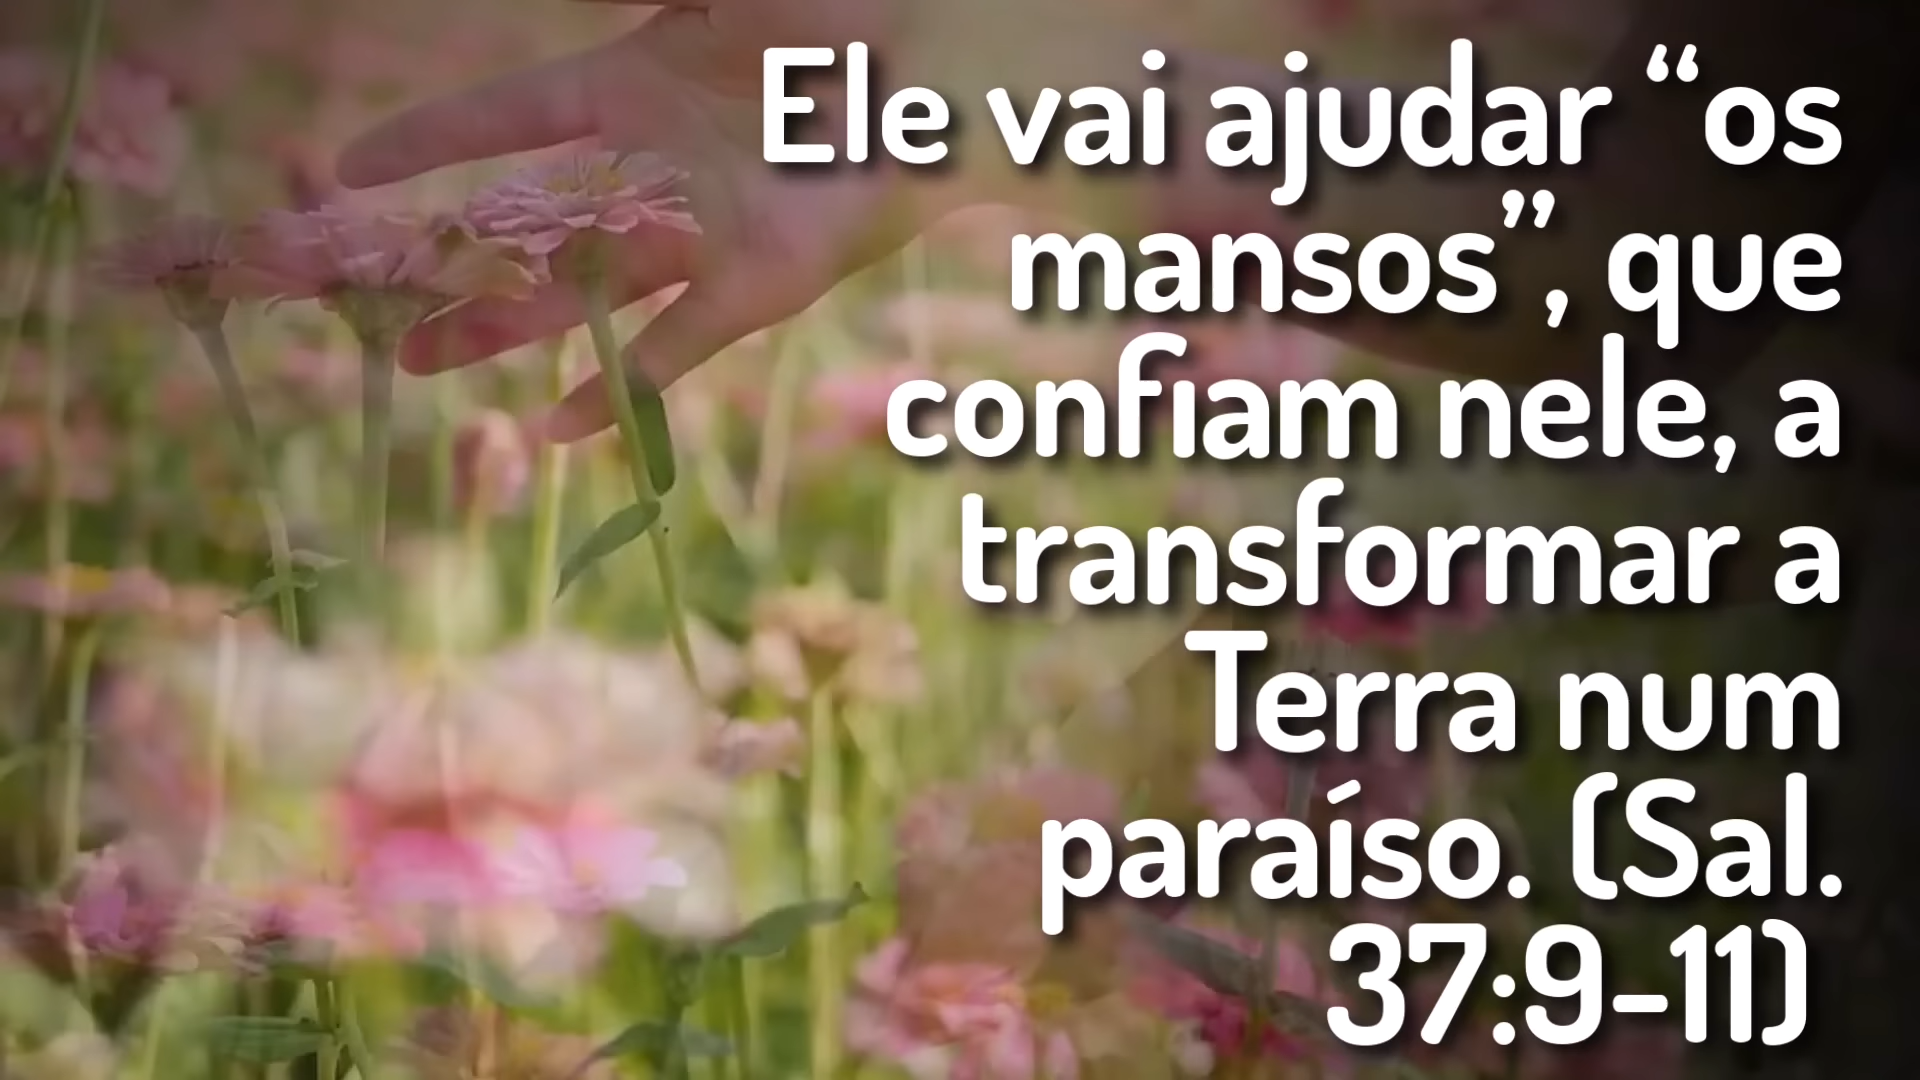 Ele vai ajudar “os
mansos”, que
confiam nele, a
transformar a
Terra num
paraíso. (Sal.
37:9-11)